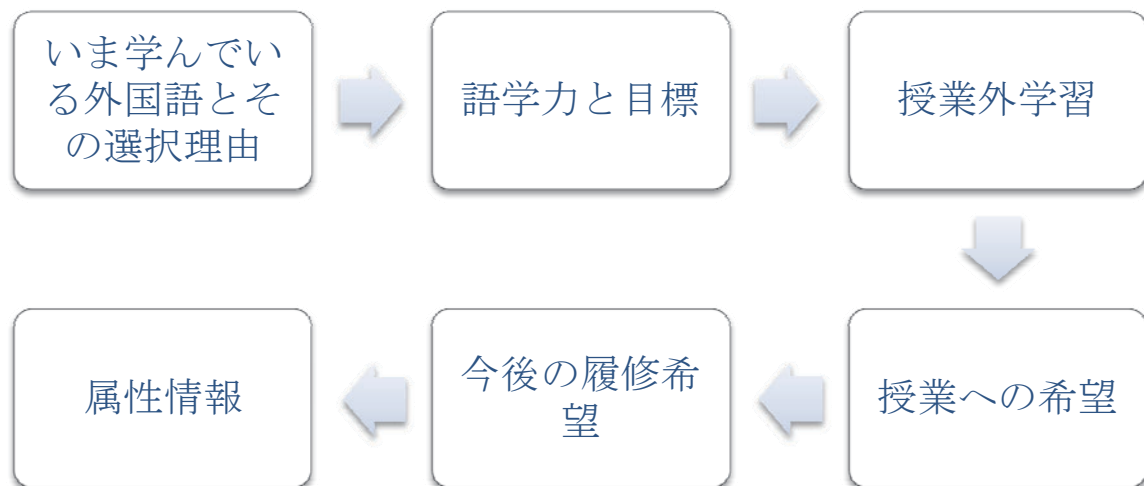 いま学んでい
る外国語とそ
の選択理由
語学力と目標
授業外学習
授業への希望
今後の履修希
望
属性情報